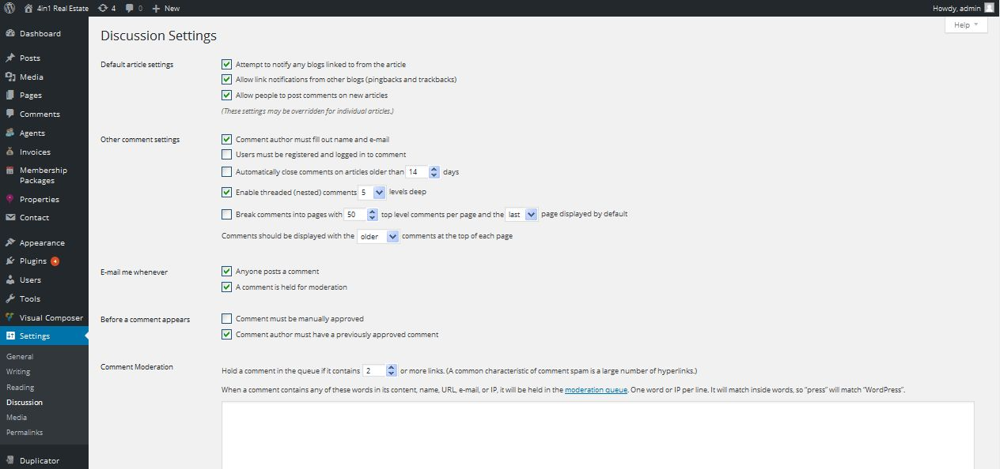 4in1 Real Estate 4 0 New Howdy, admin
Help
Dashboard
Posts
Media
Pages
Comments
Agents
Invoices
Membership
Packages
Properties
Contact
Appearance
Plugins 4
Users
Tools
Visual Composer
Settings
General
Writing
Reading
Discussion
Media
Permalinks
Duplicator
Discussion Settings
Default article settings
Attempt to notify any blogs linked to from the article
Allow link notifications from other blogs (pingbacks and trackbacks)
Allow people to post comments on new articles
(These settings may be overridden for individual articles.)
Other comment settings
Comment author must fill out name and e-mail
Users must be registered and logged in to comment
Automatically close comments on articles older than 14 days
Enable threaded (nested) comments 5 levels deep
Break comments into pages with 50 top level comments per page and the last page displayed by default
Comments should be displayed with the older comments at the top of each page
E-mail me whenever
Anyone posts a comment
A comment is held for moderation
Before a comment appears
Comment must be manually approved
Comment author must have a previously approved comment
Comment Moderation
Hold a comment in the queue if it contains 2 or more links. (A common characteristic of comment spam is a large number of hyperlinks.)
When a comment contains any of these words in its content, name, URL, e-mail, or IP, it will be held in the moderation queue. One word or IP per line. It will match inside words, so “press” will match “WordPress”.